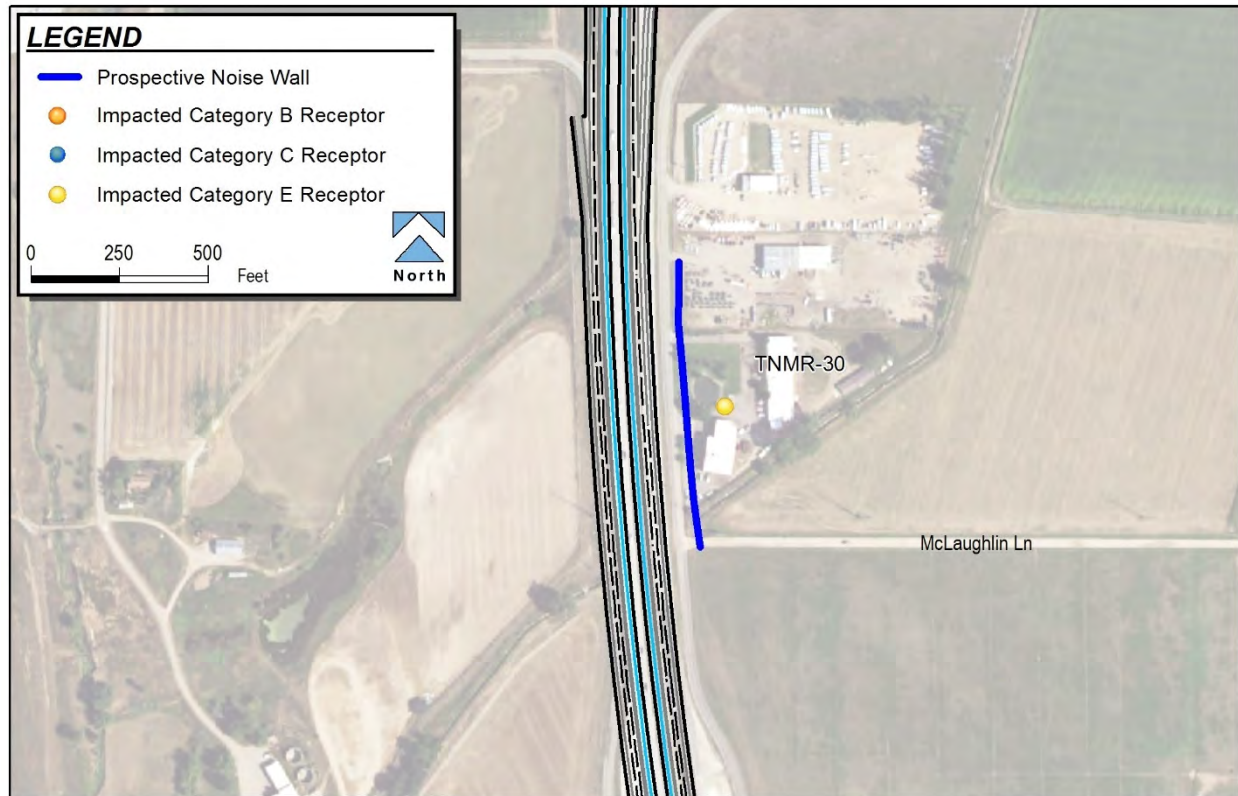 LEGEND
Prospective Noise Wall
Impacted Category B Receptor
Impacted Category C Receptor
Impacted Category E Receptor
0 250 500
Feet
North
TNMR-30
McLaughlin Ln